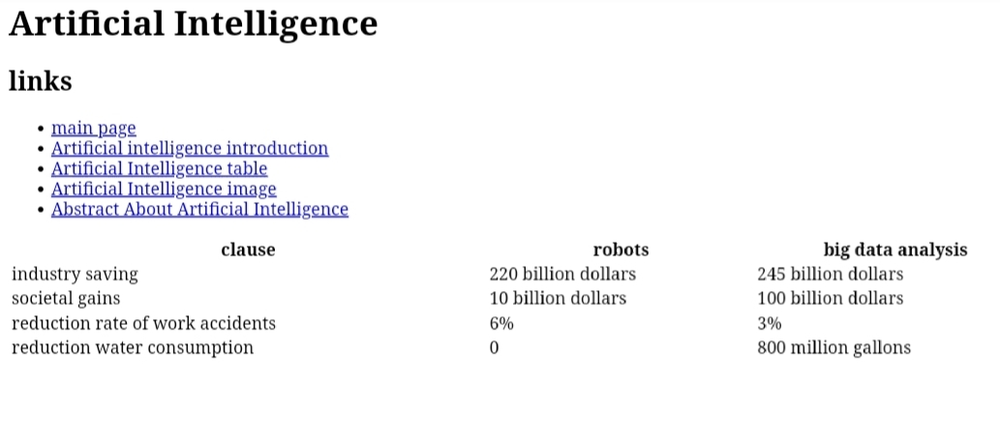 Artificial Intelligence
links
• main page
• Artificial intelligence introduction
• Artificial Intelligence table
• Artificial Intelligence image
• Abstract About Artificial Intelligence
clause robots big data analysis
industry saving 220 billion dollars 245 billion dollars
societal gains 10 billion dollars 100 billion dollars
reduction rate of work accidents 6% 3%
reduction water consumption 0 800 million gallons